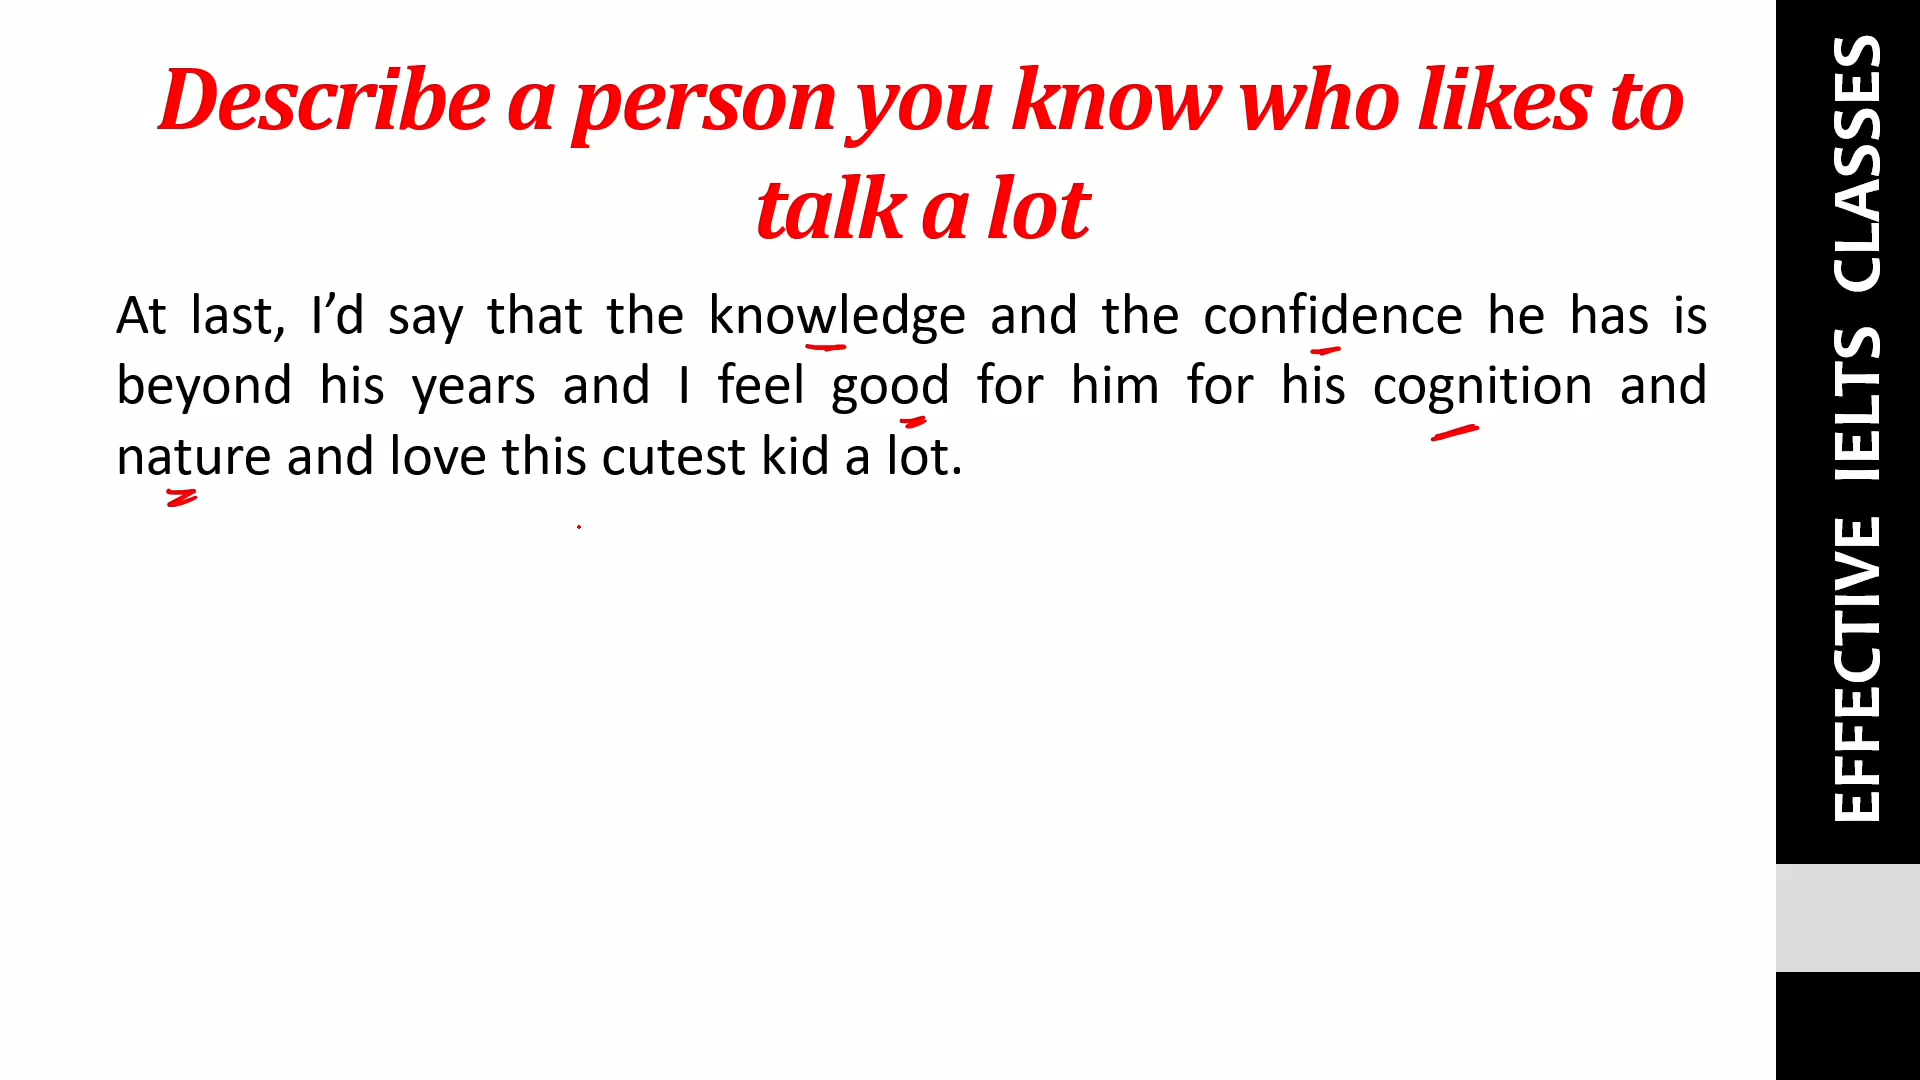 Describe a person you know who likes to
talk a lot
At last, I’d say that the knowledge and the confidence he has is
beyond his years and I feel good for him for his cognition and
nature and love this cutest kid a lot.
EFFECTIVE IELTS CLASSES